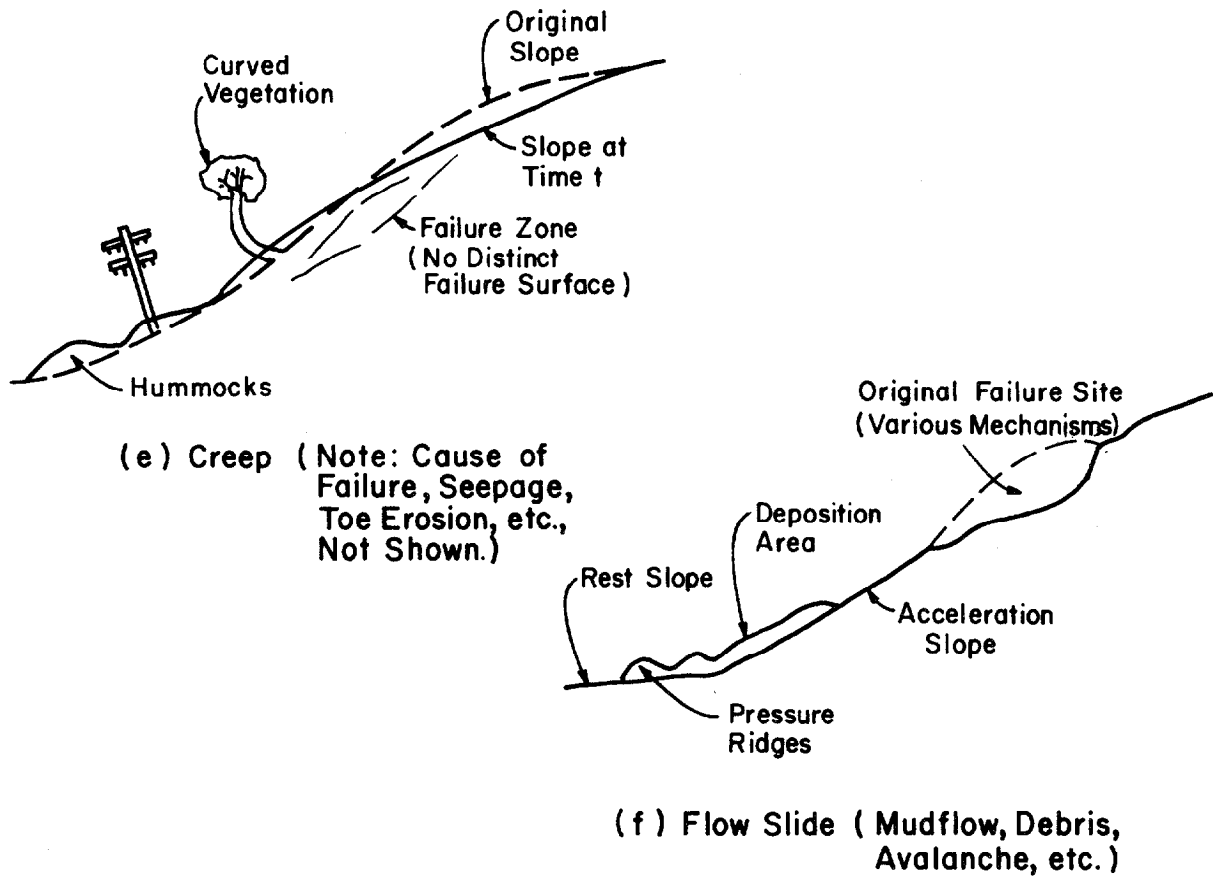 Original
Slope
Curved
Vegetation
Slope at
Time t
Failure Zone
(No Distinct
Failure Surface)
Hummocks
(e) Creep (Note: Cause of
Failure, Seepage,
Toe Erosion, etc.,
Not Shown.)
Original Failure Site
(Various Mechanisms)
Deposition
Area
Rest Slope
Acceleration
Slope
Pressure
Ridges
(f) Flow Slide (Mudflow, Debris,
Avalanche, etc.)